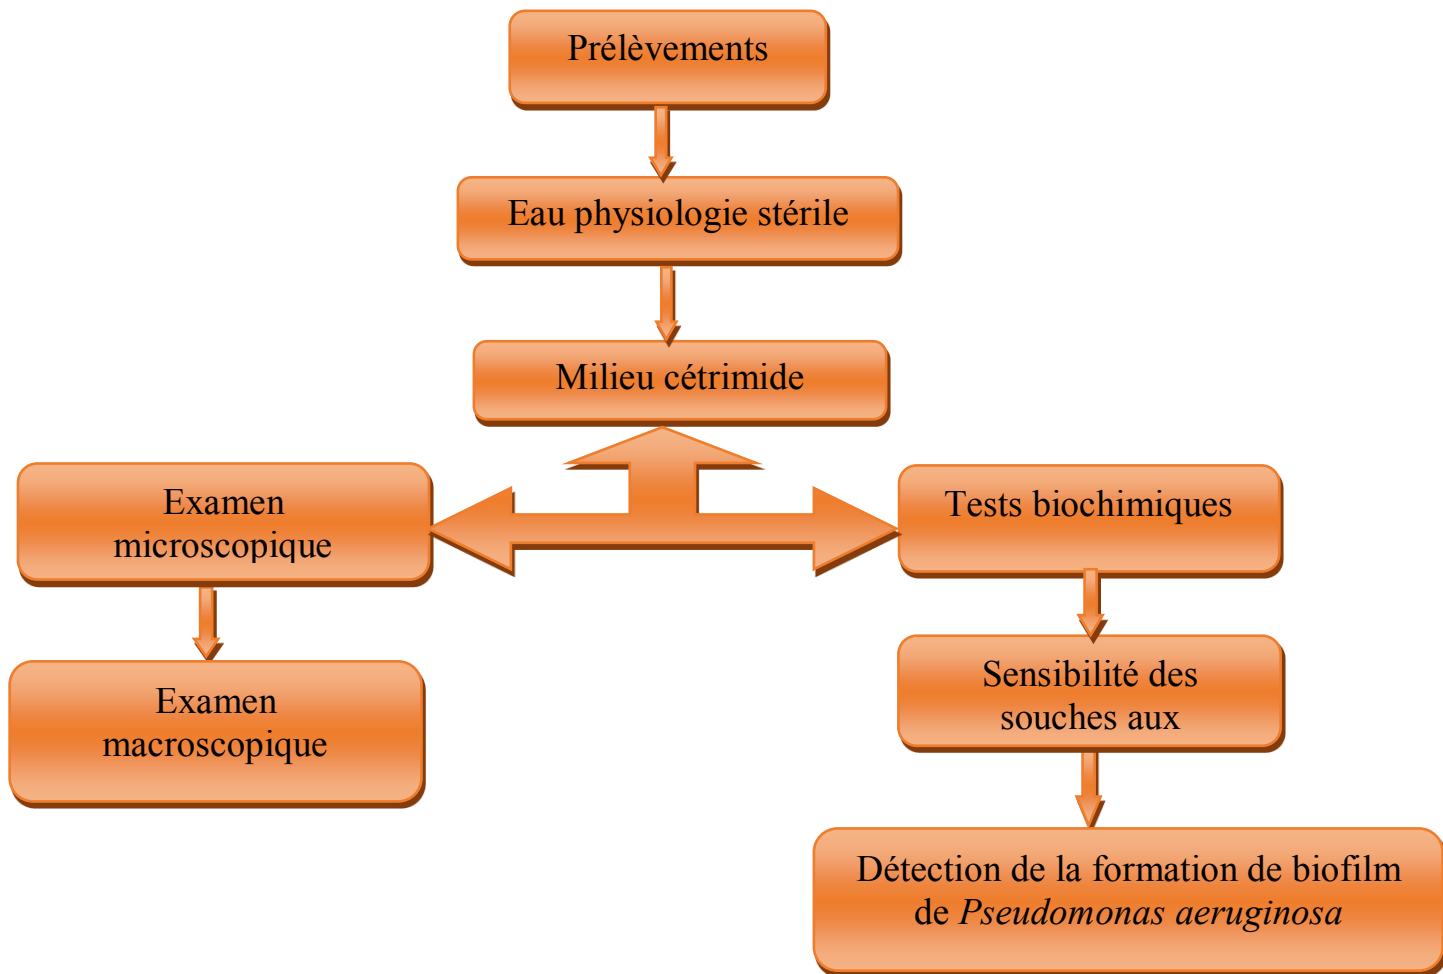 Prélèvements
Eau physiologie stérile
Milieu cétrimide
Examen
microscopique
Tests biochimiques
Examen
macroscopique
Sensibilité des
souches aux
Détection de la formation de biofilm
de Pseudomonas aeruginosa